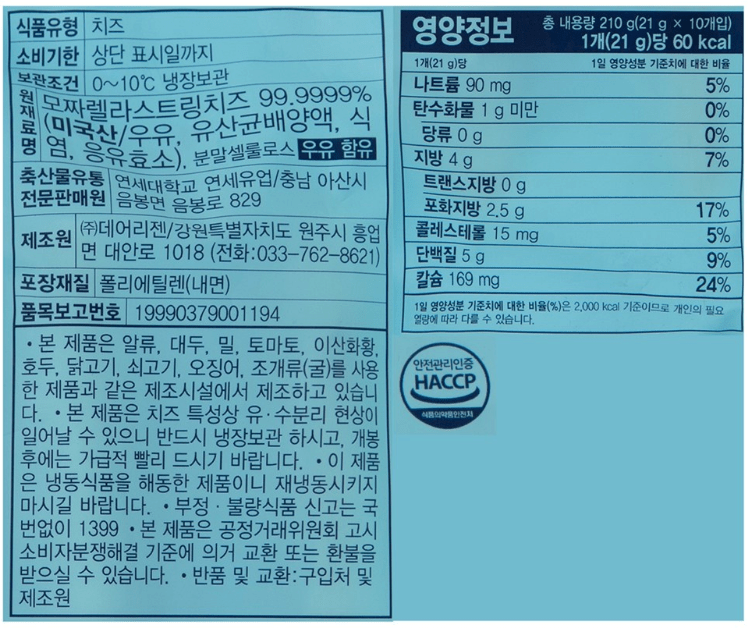 식품유형 치즈
소비기한 상단 표시일까지
보관조건 0~10℃ 냉장보관
원재료명 모짜렐라스트링치즈 99.9999%
(미국산/우유, 유산균배양액, 식
염, 응유효소), 분말셀룰로스 우유 함유
축산물유통 연세대학교 연세유업/충남 아산시
전문판매원 음봉면 음봉로 829
제조원 ㈜데어리젠/강원특별자치도 원주시 흥업
면 대안로 1018 (전화:033-762-8621)
포장재질 폴리에틸렌(내면)
품목보고번호 19990379001194
• 본 제품은 알류, 대두, 밀, 토마토, 이산화황,
호두, 닭고기, 쇠고기, 오징어, 조개류(굴)를 사용
한 제품과 같은 제조시설에서 제조하고 있습니
다. • 본 제품은 치즈 특성상 유·수분리 현상이
일어날 수 있으니 반드시 냉장보관 하시고, 개봉
후에는 가급적 빨리 드시기 바랍니다. • 이 제품
은 냉동식품을 해동한 제품이니 재냉동시키지
마시길 바랍니다. • 부정·불량식품 신고는 국
번없이 1399 • 본 제품은 공정거래위원회 고시
소비자분쟁해결 기준에 의거 교환 또는 환불을
받으실 수 있습니다. • 반품 및 교환:구입처 및
제조원
영양정보 총 내용량 210 g(21 g × 10개입)
1개(21 g)당 60 kcal
1개(21 g)당 1일 영양성분 기준치에 대한 비율
나트륨 90 mg 5%
탄수화물 1 g 미만 0%
당류 0 g 0%
지방 4 g 7%
트랜스지방 0 g
포화지방 2.5 g 17%
콜레스테롤 15 mg 5%
단백질 5 g 9%
칼슘 169 mg 24%
1일 영양성분 기준치에 대한 비율(%)은 2,000 kcal 기준이므로 개인의 필요
열량에 따라 다를 수 있습니다.
안전관리인증
HACCP
식품의약품안전처